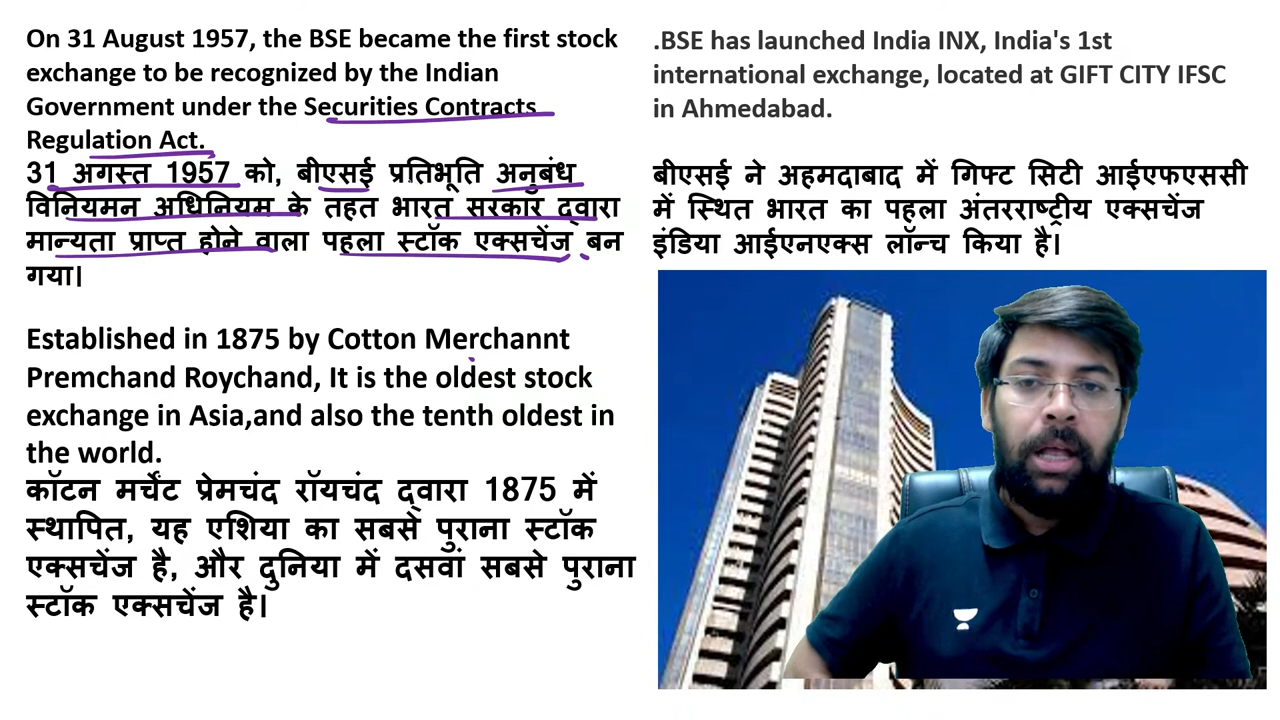 On 31 August 1957, the BSE became the first stock
exchange to be recognized by the Indian
Government under the Securities Contracts
Regulation Act.
31 अगस्त 1957 को, बीएसई प्रतिभूति अनुबंध
विनियमन अधिनियम के तहत भारत सरकार द्वारा
मान्यता प्राप्त होने वाला पहला स्टॉक एक्सचेंज बन
गया।
Established in 1875 by Cotton Merchannt
Premchand Roychand, It is the oldest stock
exchange in Asia,and also the tenth oldest in
the world.
कॉटन मर्चेंट प्रेमचंद रॉयचंद द्वारा 1875 में
स्थापित, यह एशिया का सबसे पुराना स्टॉक
एक्सचेंज है, और दुनिया में दसवां सबसे पुराना
स्टॉक एक्सचेंज है।
.BSE has launched India INX, India's 1st
international exchange, located at GIFT CITY IFSC
in Ahmedabad.
बीएसई ने अहमदाबाद में गिफ्ट सिटी आईएफएससी
में स्थित भारत का पहला अंतरराष्ट्रीय एक्सचेंज
इंडिया आईएनएक्स लॉन्च किया है।